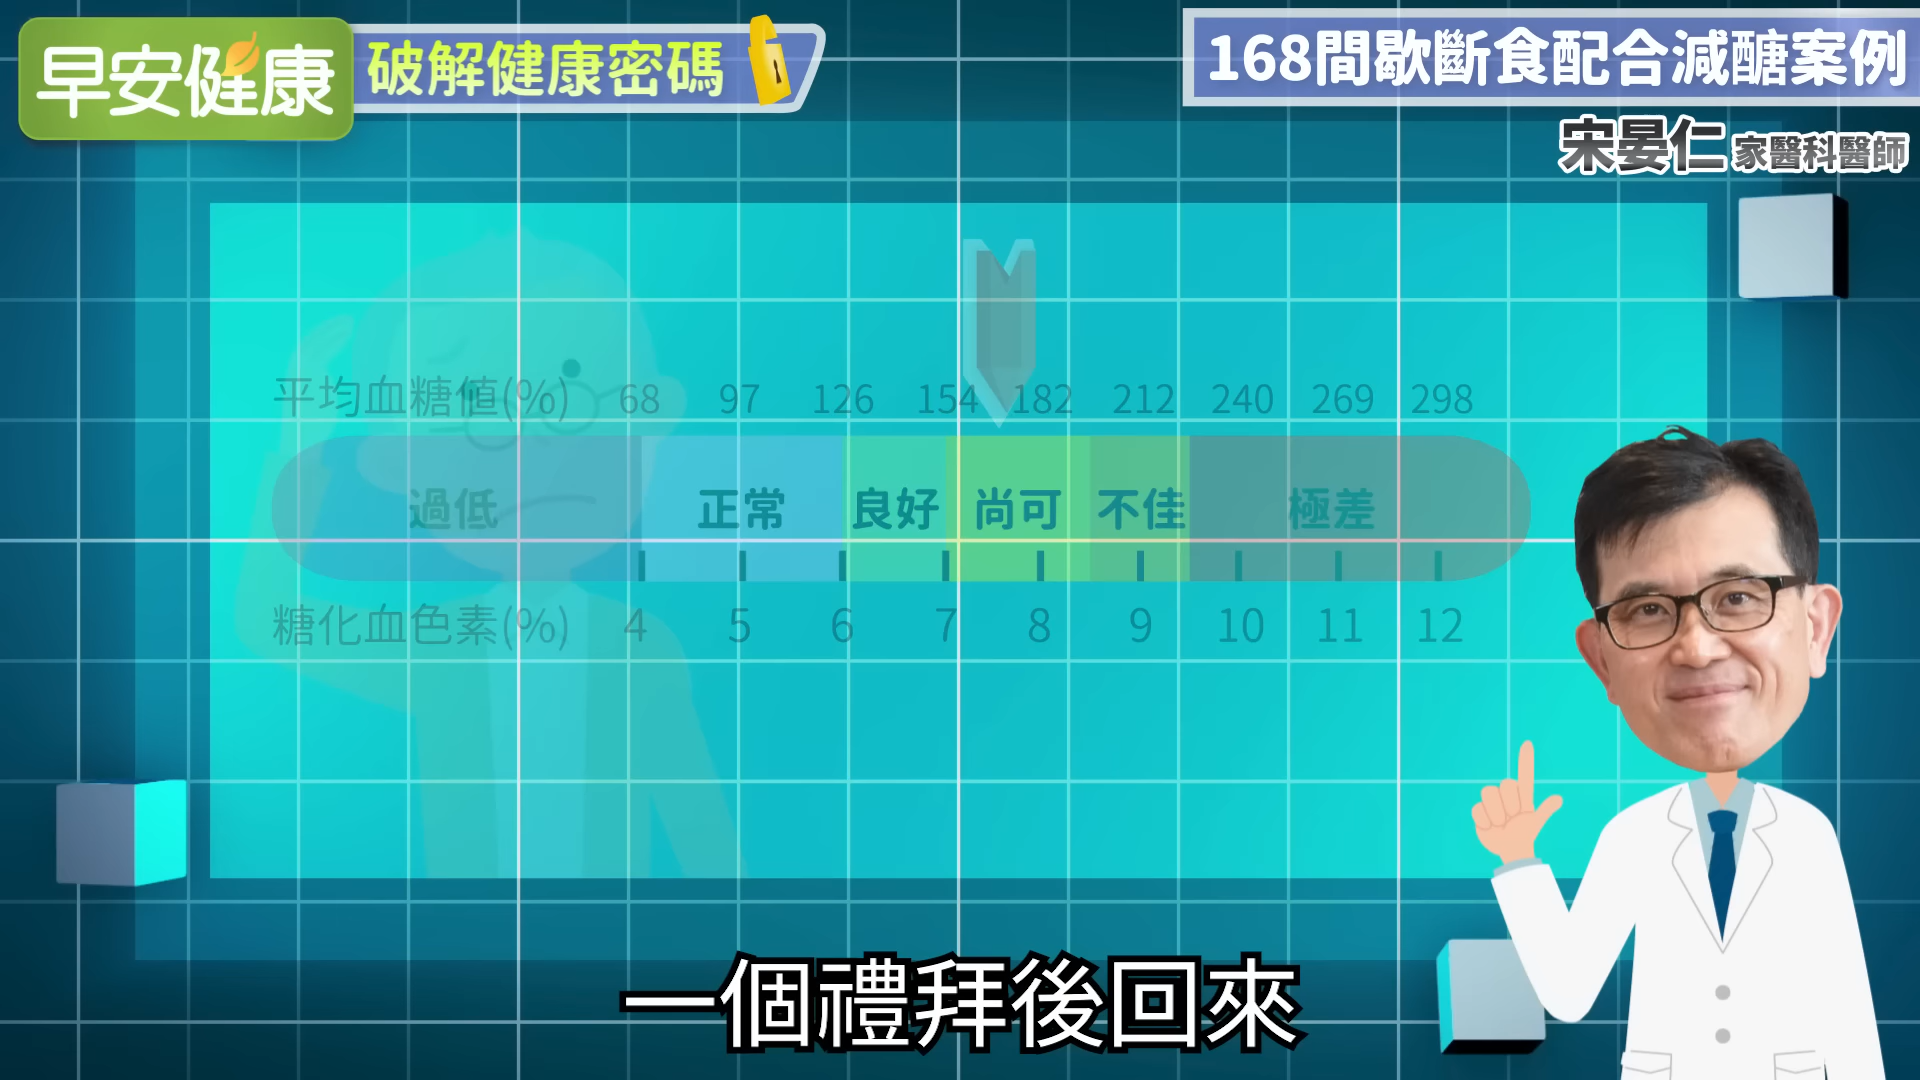 早安健康
破解健康密碼
168間歇斷食配合減醣案例
宋晏仁 家醫科醫師
平均血糖值(%) 68 97 126 154 182 212 240 269 298
過低 正常 良好 尚可 不佳 極差
糖化血色素(%) 4 5 6 7 8 9 10 11 12
一個禮拜後回來